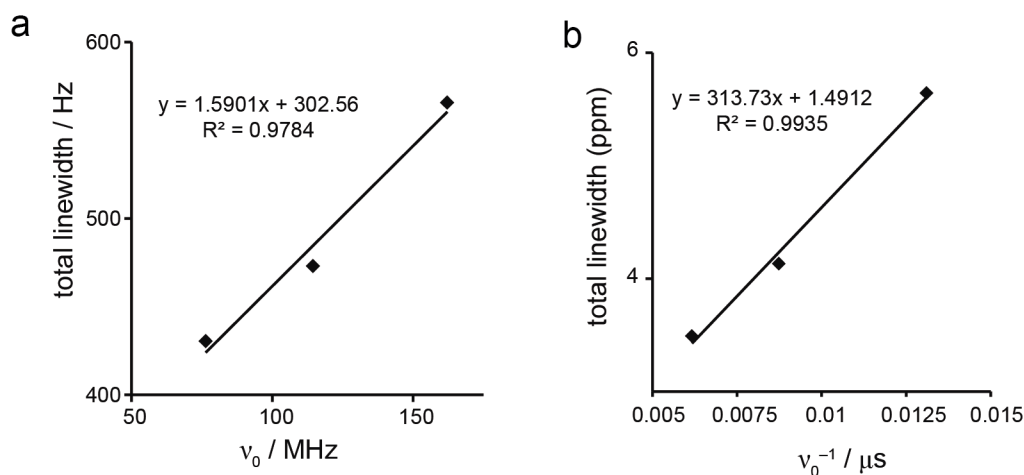 a
600
y = 1.5901x + 302.56
R² = 0.9784
total linewidth / Hz
500
400
50
100
150
ν₀ / MHz
b
6
y = 313.73x + 1.4912
R² = 0.9935
total linewidth (ppm)
4
0.005
0.0075
0.01
0.0125
0.015
ν₀⁻¹ / μs